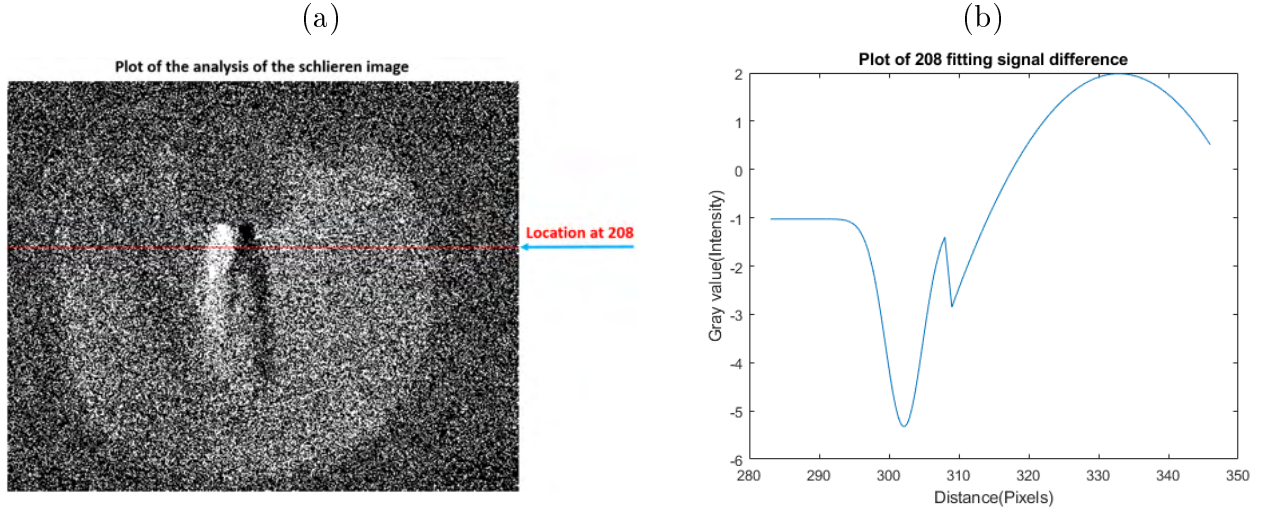 (a)
Plot of the analysis of the schlieren image
Location at 208
(b)
Plot of 208 fitting signal difference
Gray value(Intensity)
2
1
0
-1
-2
-3
-4
-5
-6
280 290 300 310 320 330 340 350
Distance(Pixels)